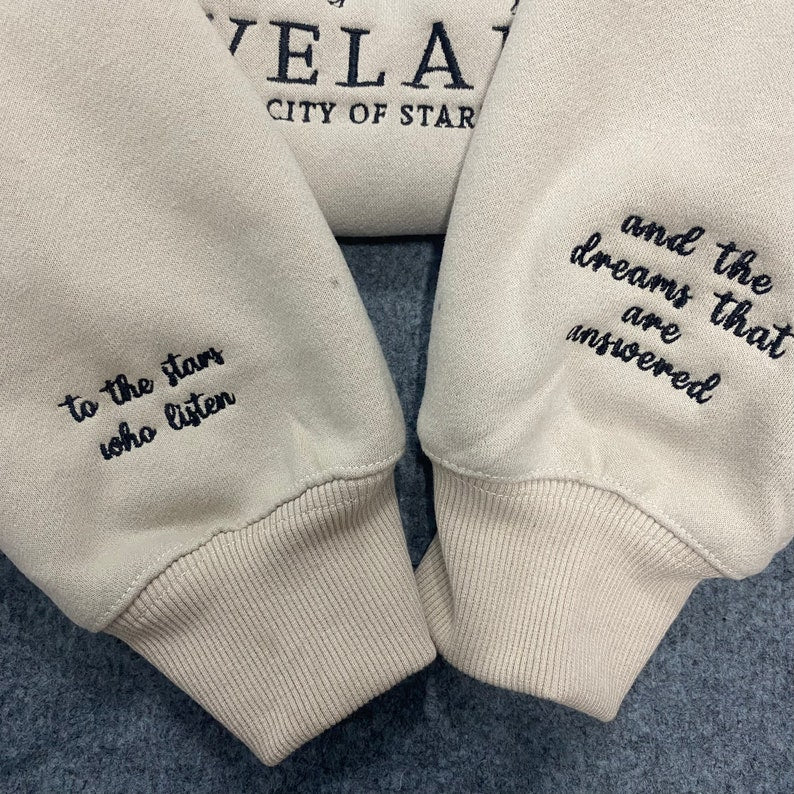 VELA
CITY OF STAR
to the stars
who listen
and the
dreams that
are
answered